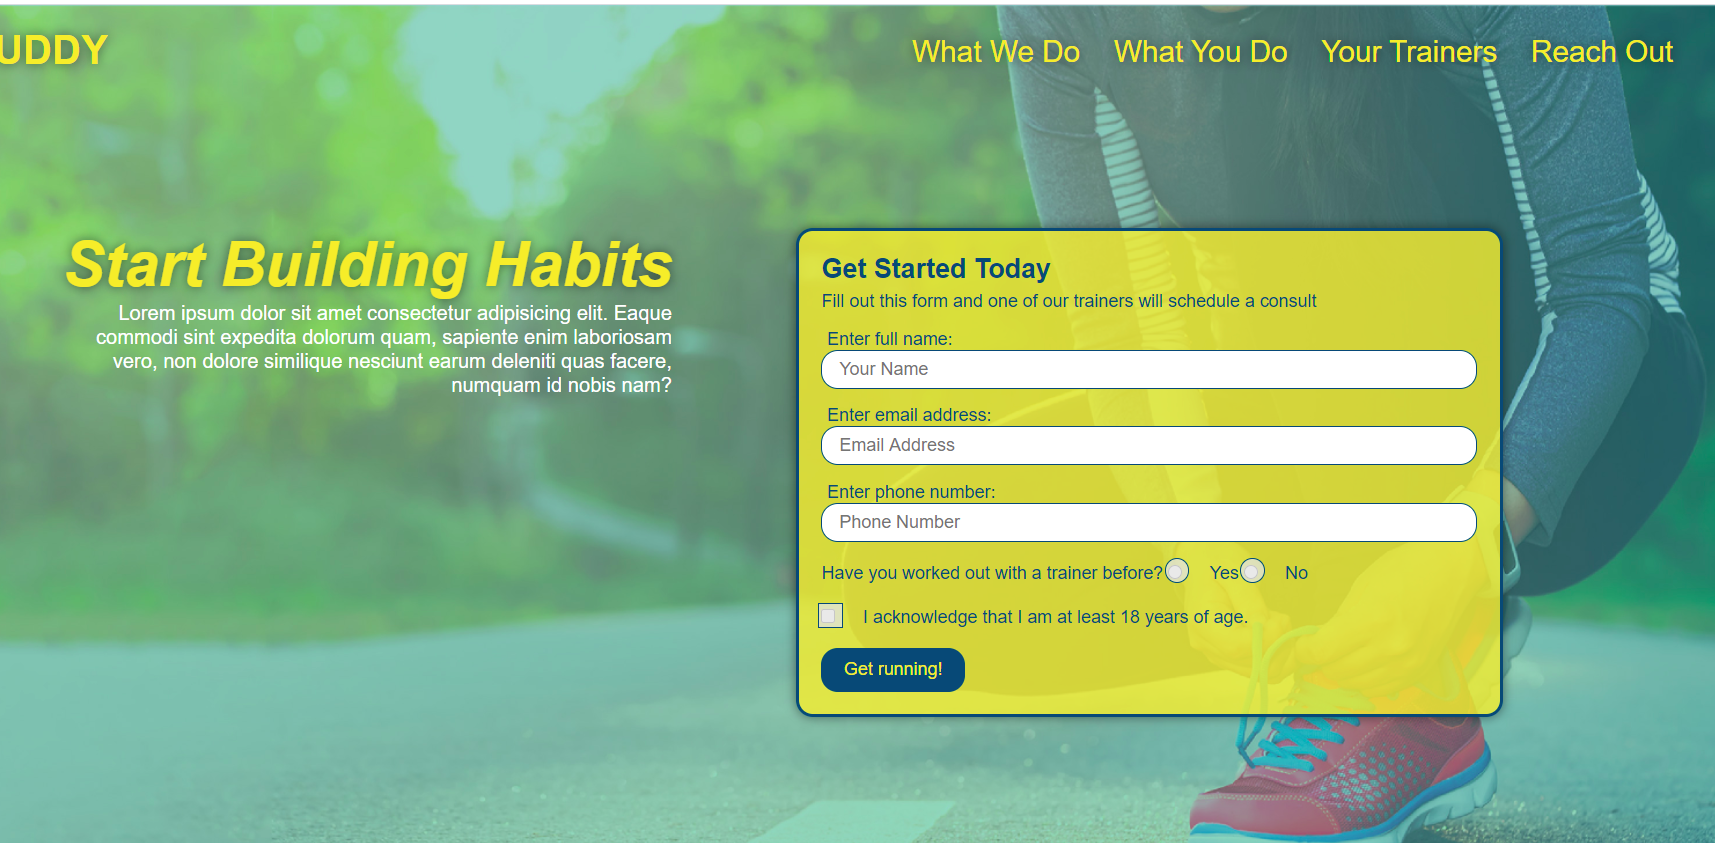 UDDY
What We Do What You Do Your Trainers Reach Out
Start Building Habits
Lorem ipsum dolor sit amet consectetur adipisicing elit. Eaque
commodi sint expedita dolorum quam, sapiente enim laboriosam
vero, non dolore similique nesciunt earum deleniti quas facere,
numquam id nobis nam?
Get Started Today
Fill out this form and one of our trainers will schedule a consult
Enter full name:
Your Name
Enter email address:
Email Address
Enter phone number:
Phone Number
Have you worked out with a trainer before? Yes No
I acknowledge that I am at least 18 years of age.
Get running!